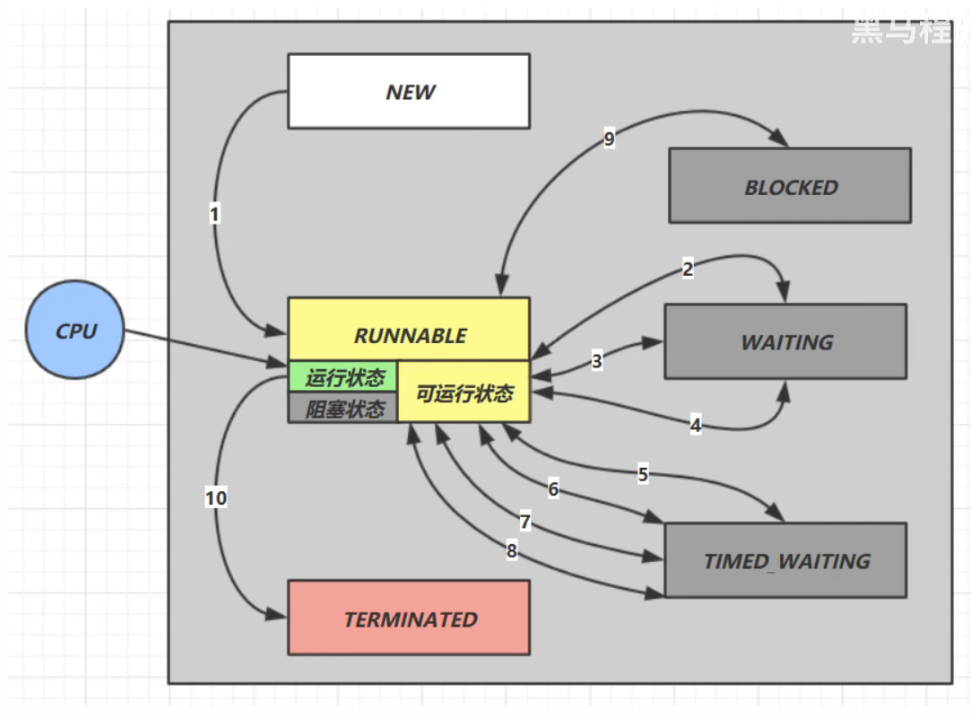 黑马程
NEW
9
BLOCKED
1
2
CPU
RUNNABLE
WAITING
3
运行状态
可运行状态
阻塞状态
4
5
6
10
7
8
TIMED_WAITING
TERMINATED